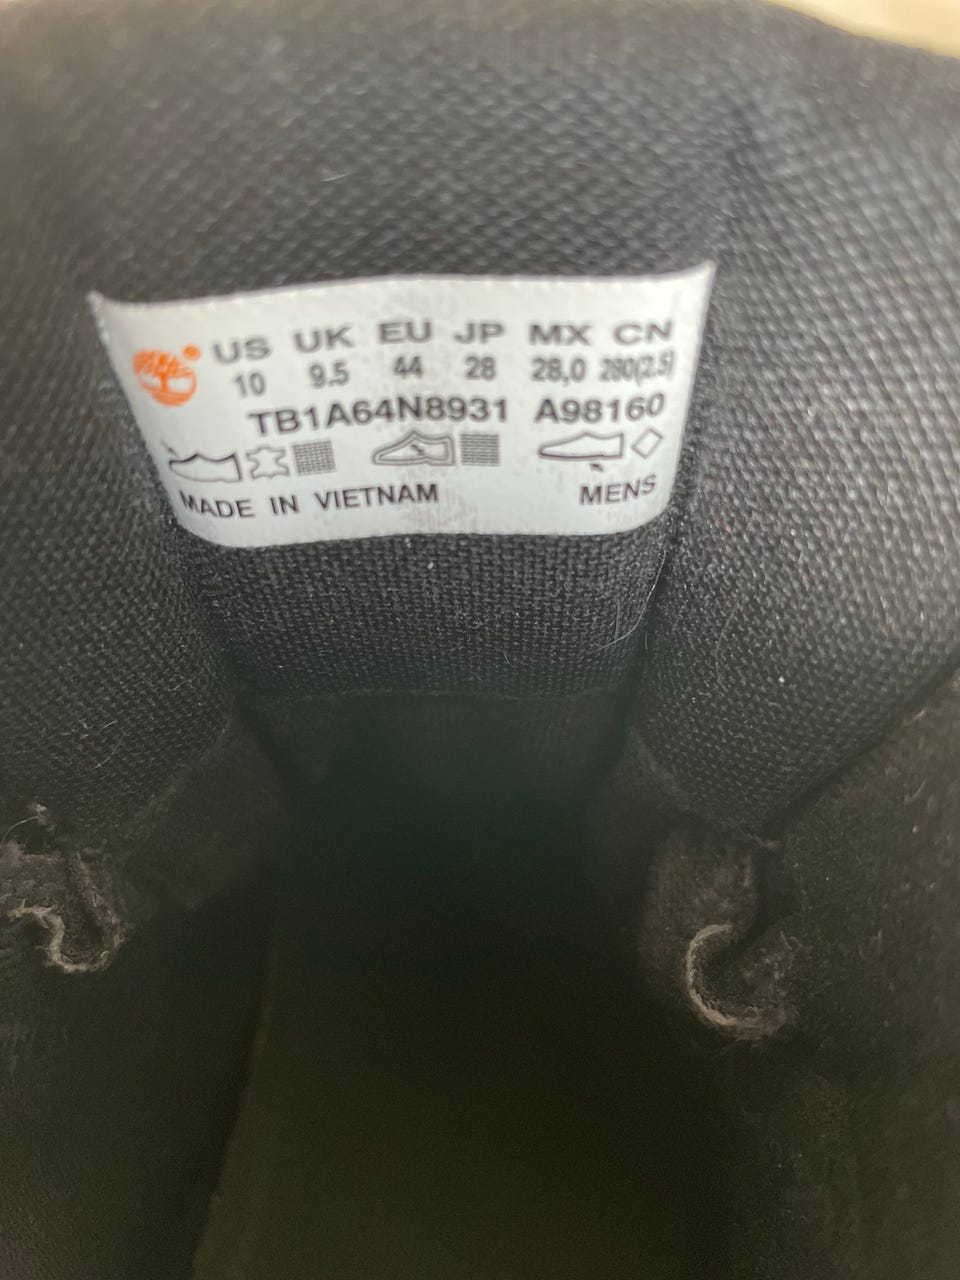 US UK EU JP MX CN
10 9.5 44 28 28,0 280(2.5)
TB1A64N8931 A98160
MADE IN VIETNAM MENS